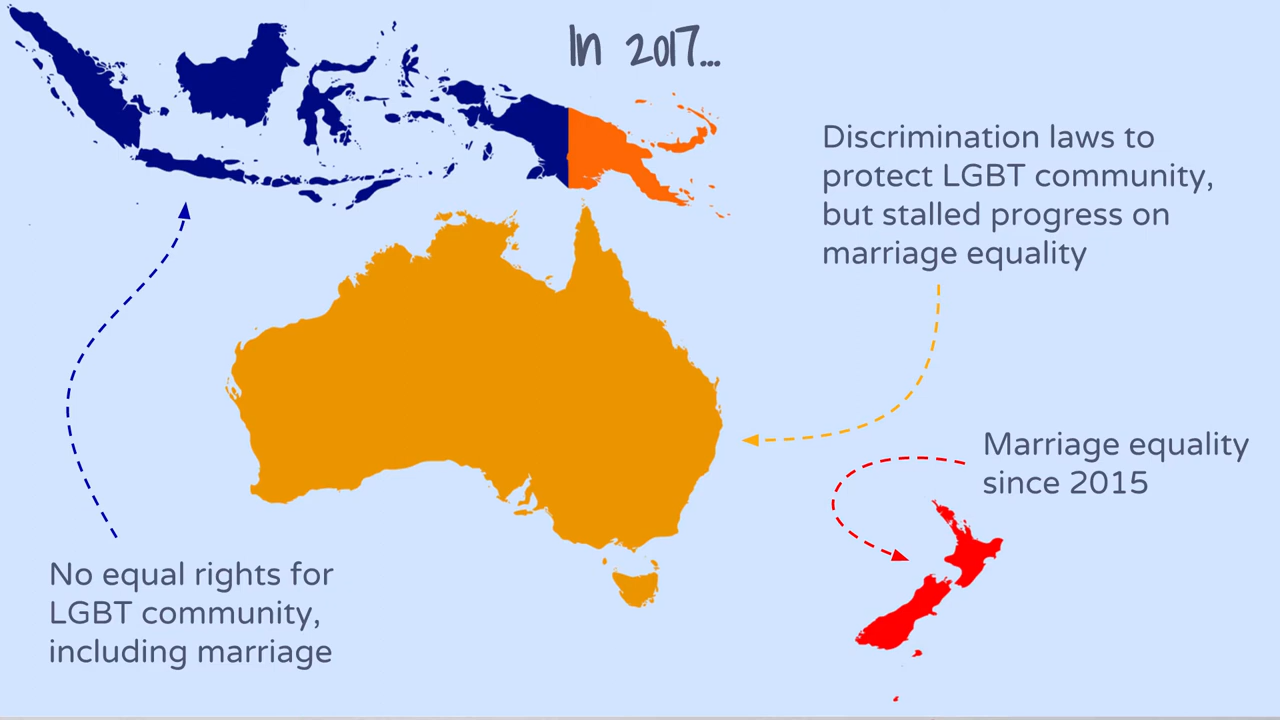 In 2017...
Discrimination laws to
protect LGBT community,
but stalled progress on
marriage equality
Marriage equality
since 2015
No equal rights for
LGBT community,
including marriage